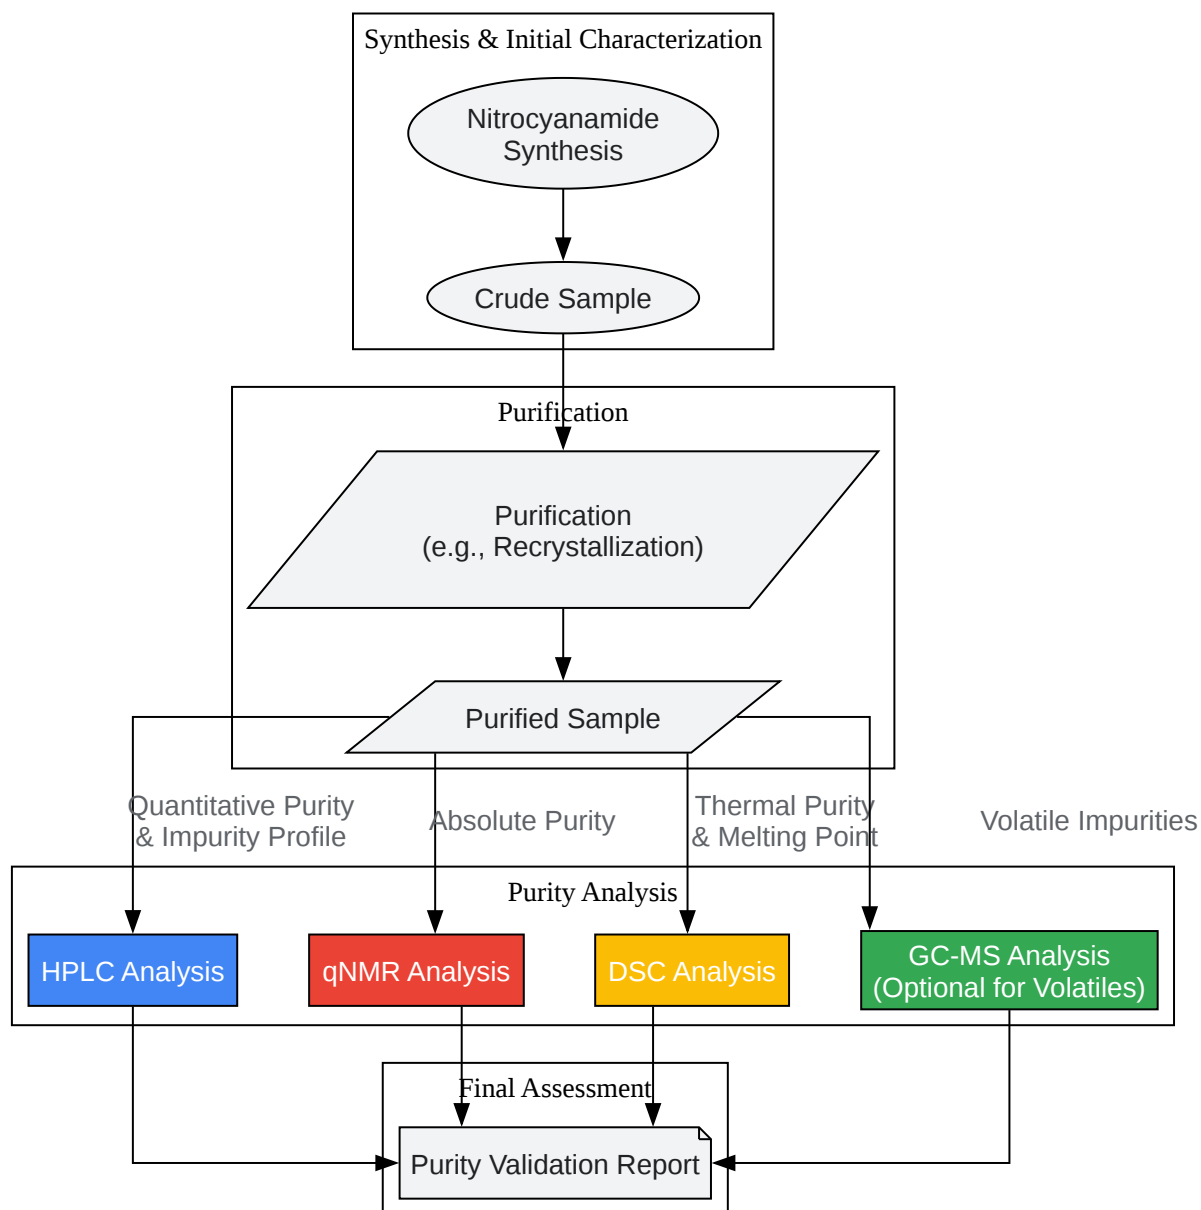 Synthesis & Initial Characterization
Nitrocyanamide
Synthesis
Crude Sample
Purification
Purification
(e.g., Recrystallization)
Purified Sample
Quantitative Purity
& Impurity Profile
Absolute Purity
Thermal Purity
& Melting Point
Volatile Impurities
Purity Analysis
HPLC Analysis
qNMR Analysis
DSC Analysis
GC-MS Analysis
(Optional for Volatiles)
Final Assessment
Purity Validation Report